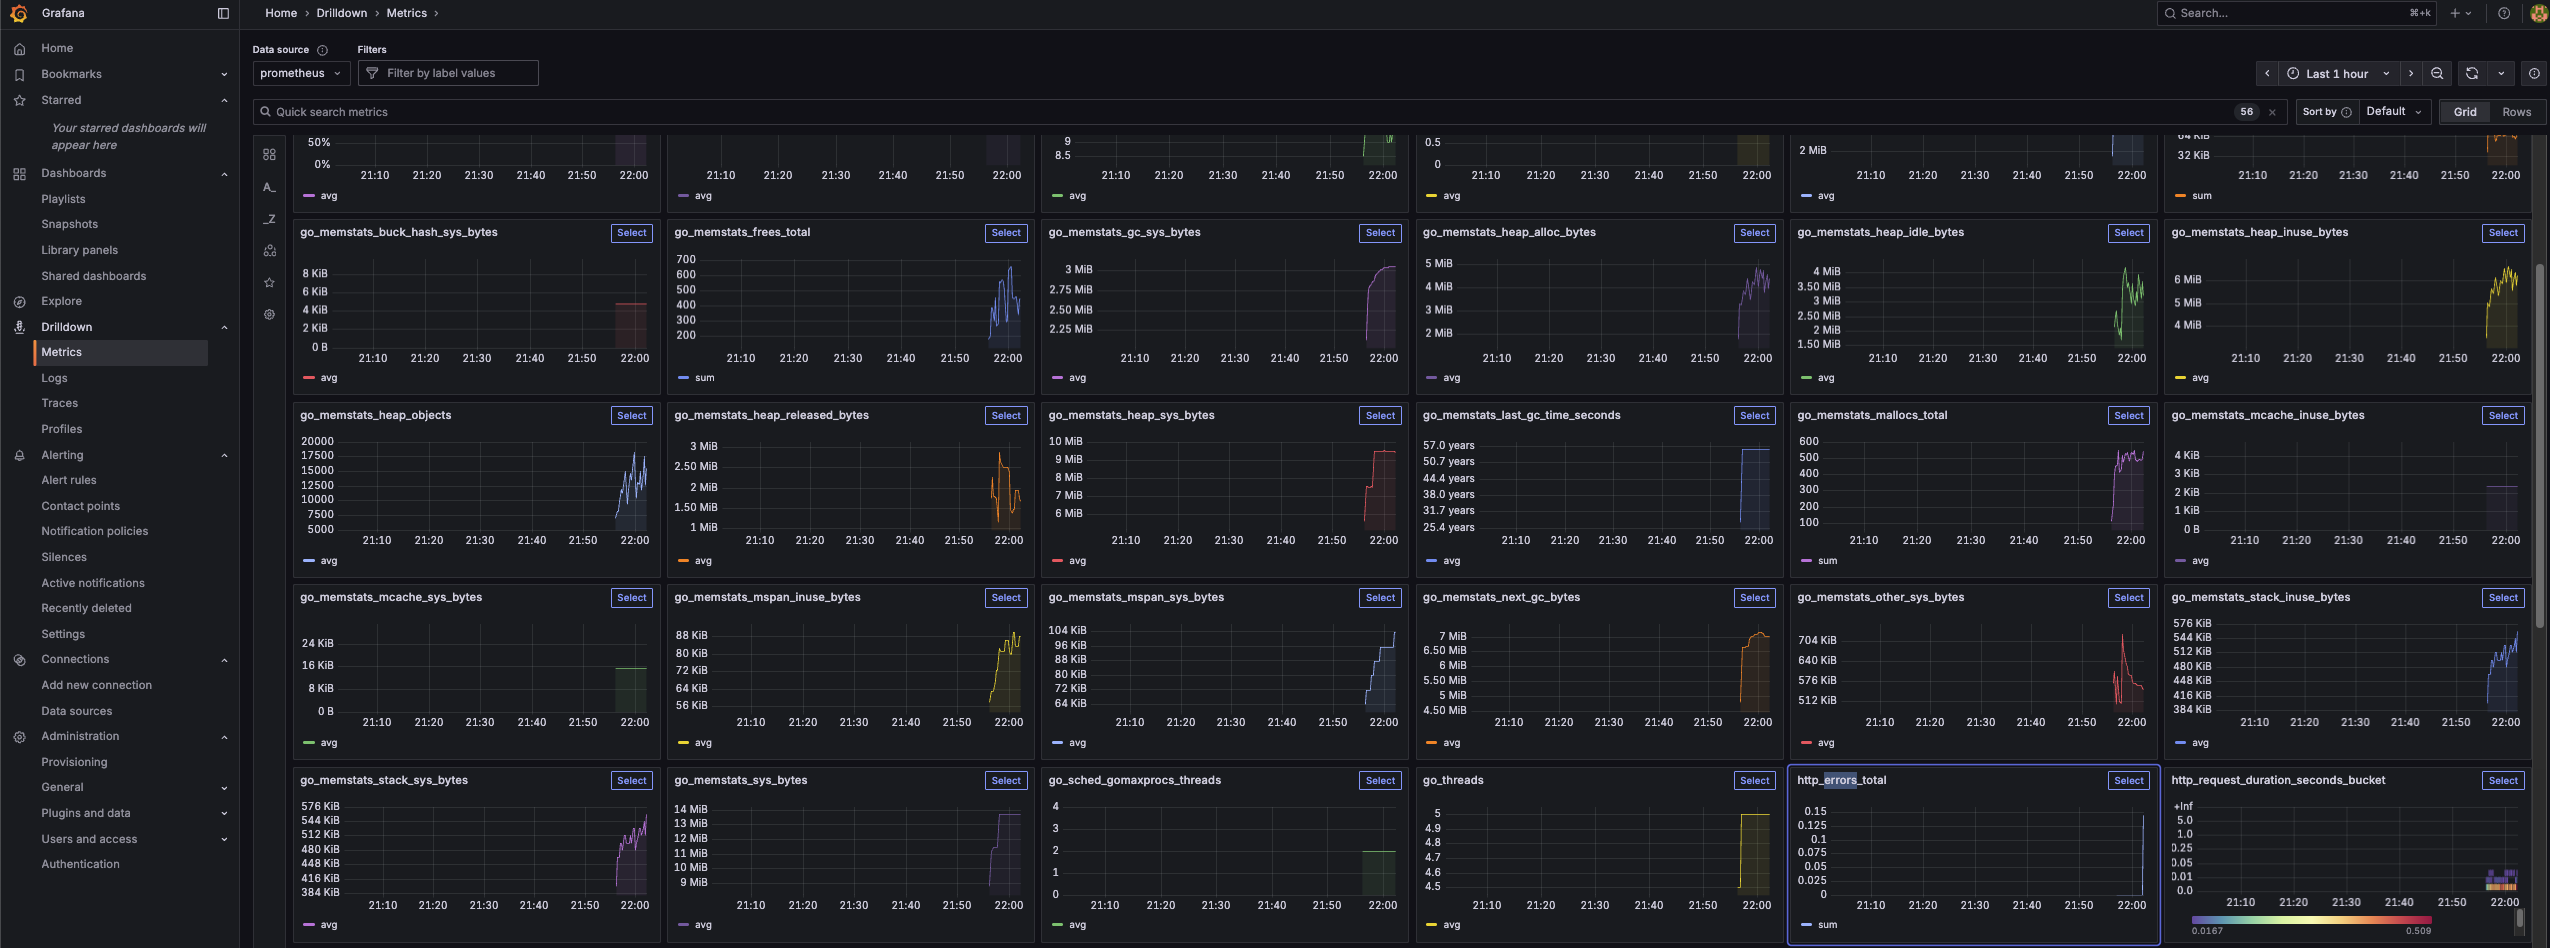 Grafana
Home › Drilldown › Metrics ›
Search...
⌘+k
Home
Bookmarks
Starred
Your starred dashboards will
appear here
Dashboards
Playlists
Snapshots
Library panels
Shared dashboards
Explore
Drilldown
Metrics
Logs
Traces
Profiles
Alerting
Alert rules
Contact points
Notification policies
Silences
Active notifications
Recently deleted
Settings
Connections
Add new connection
Data sources
Administration
Provisioning
General
Plugins and data
Users and access
Authentication
Data source
Filters
prometheus
Filter by label values
Last 1 hour
Quick search metrics
56
Sort by
Default
Grid
Rows
A_
_Z
50%
0%
21:10 21:20 21:30 21:40 21:50 22:00
avg
21:10 21:20 21:30 21:40 21:50 22:00
avg
9
8.5
21:10 21:20 21:30 21:40 21:50 22:00
avg
0.5
0
21:10 21:20 21:30 21:40 21:50 22:00
avg
2 MiB
21:10 21:20 21:30 21:40 21:50 22:00
avg
64 KiB
32 KiB
21:10 21:20 21:30 21:40 21:50 22:00
sum
go_memstats_buck_hash_sys_bytes
Select
8 KiB
6 KiB
4 KiB
2 KiB
0 B
21:10 21:20 21:30 21:40 21:50 22:00
avg
go_memstats_frees_total
Select
700
600
500
400
300
200
21:10 21:20 21:30 21:40 21:50 22:00
sum
go_memstats_gc_sys_bytes
Select
3 MiB
2.75 MiB
2.50 MiB
2.25 MiB
21:10 21:20 21:30 21:40 21:50 22:00
avg
go_memstats_heap_alloc_bytes
Select
5 MiB
4 MiB
3 MiB
2 MiB
21:10 21:20 21:30 21:40 21:50 22:00
avg
go_memstats_heap_idle_bytes
Select
4 MiB
3.50 MiB
3 MiB
2.50 MiB
2 MiB
1.50 MiB
21:10 21:20 21:30 21:40 21:50 22:00
avg
go_memstats_heap_inuse_bytes
Select
6 MiB
5 MiB
4 MiB
21:10 21:20 21:30 21:40 21:50 22:00
avg
go_memstats_heap_objects
Select
20000
17500
15000
12500
10000
7500
5000
21:10 21:20 21:30 21:40 21:50 22:00
avg
go_memstats_heap_released_bytes
Select
3 MiB
2.50 MiB
2 MiB
1.50 MiB
1 MiB
21:10 21:20 21:30 21:40 21:50 22:00
avg
go_memstats_heap_sys_bytes
Select
10 MiB
9 MiB
8 MiB
7 MiB
6 MiB
21:10 21:20 21:30 21:40 21:50 22:00
avg
go_memstats_last_gc_time_seconds
Select
57.0 years
50.7 years
44.4 years
38.0 years
31.7 years
25.4 years
21:10 21:20 21:30 21:40 21:50 22:00
avg
go_memstats_mallocs_total
Select
600
500
400
300
200
100
21:10 21:20 21:30 21:40 21:50 22:00
sum
go_memstats_mcache_inuse_bytes
Select
4 KiB
3 KiB
2 KiB
1 KiB
0 B
21:10 21:20 21:30 21:40 21:50 22:00
avg
go_memstats_mcache_sys_bytes
Select
24 KiB
16 KiB
8 KiB
0 B
21:10 21:20 21:30 21:40 21:50 22:00
avg
go_memstats_mspan_inuse_bytes
Select
88 KiB
80 KiB
72 KiB
64 KiB
56 KiB
21:10 21:20 21:30 21:40 21:50 22:00
avg
go_memstats_mspan_sys_bytes
Select
104 KiB
96 KiB
88 KiB
80 KiB
72 KiB
64 KiB
21:10 21:20 21:30 21:40 21:50 22:00
avg
go_memstats_next_gc_bytes
Select
7 MiB
6.50 MiB
6 MiB
5.50 MiB
5 MiB
4.50 MiB
21:10 21:20 21:30 21:40 21:50 22:00
avg
go_memstats_other_sys_bytes
Select
704 KiB
640 KiB
576 KiB
512 KiB
21:10 21:20 21:30 21:40 21:50 22:00
avg
go_memstats_stack_inuse_bytes
Select
576 KiB
544 KiB
512 KiB
480 KiB
448 KiB
416 KiB
384 KiB
21:10 21:20 21:30 21:40 21:50 22:00
avg
go_memstats_stack_sys_bytes
Select
576 KiB
544 KiB
512 KiB
480 KiB
448 KiB
416 KiB
384 KiB
21:10 21:20 21:30 21:40 21:50 22:00
avg
go_memstats_sys_bytes
Select
14 MiB
13 MiB
12 MiB
11 MiB
10 MiB
9 MiB
21:10 21:20 21:30 21:40 21:50 22:00
avg
go_sched_gomaxprocs_threads
Select
4
3
2
1
0
21:10 21:20 21:30 21:40 21:50 22:00
avg
go_threads
Select
5
4.9
4.8
4.7
4.6
4.5
21:10 21:20 21:30 21:40 21:50 22:00
avg
http_errors_total
Select
0.15
0.125
0.1
0.075
0.05
0.025
0
21:10 21:20 21:30 21:40 21:50 22:00
sum
http_request_duration_seconds_bucket
Select
+Inf
5.0
1.0
0.25
0.05
0.01
0.0
21:10 21:20 21:30 21:40 21:50 22:00
0.0167
0.509